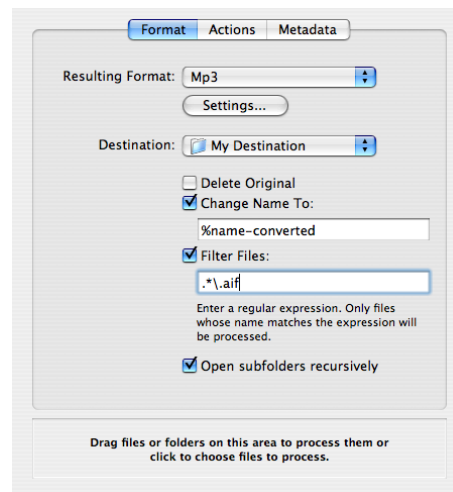 Format Actions Metadata
Resulting Format: Mp3
Settings...
Destination: My Destination
Delete Original
Change Name To:
%name-converted
Filter Files:
.*\.aif
Enter a regular expression. Only files
whose name matches the expression will
be processed.
Open subfolders recursively
Drag files or folders on this area to process them or
click to choose files to process.